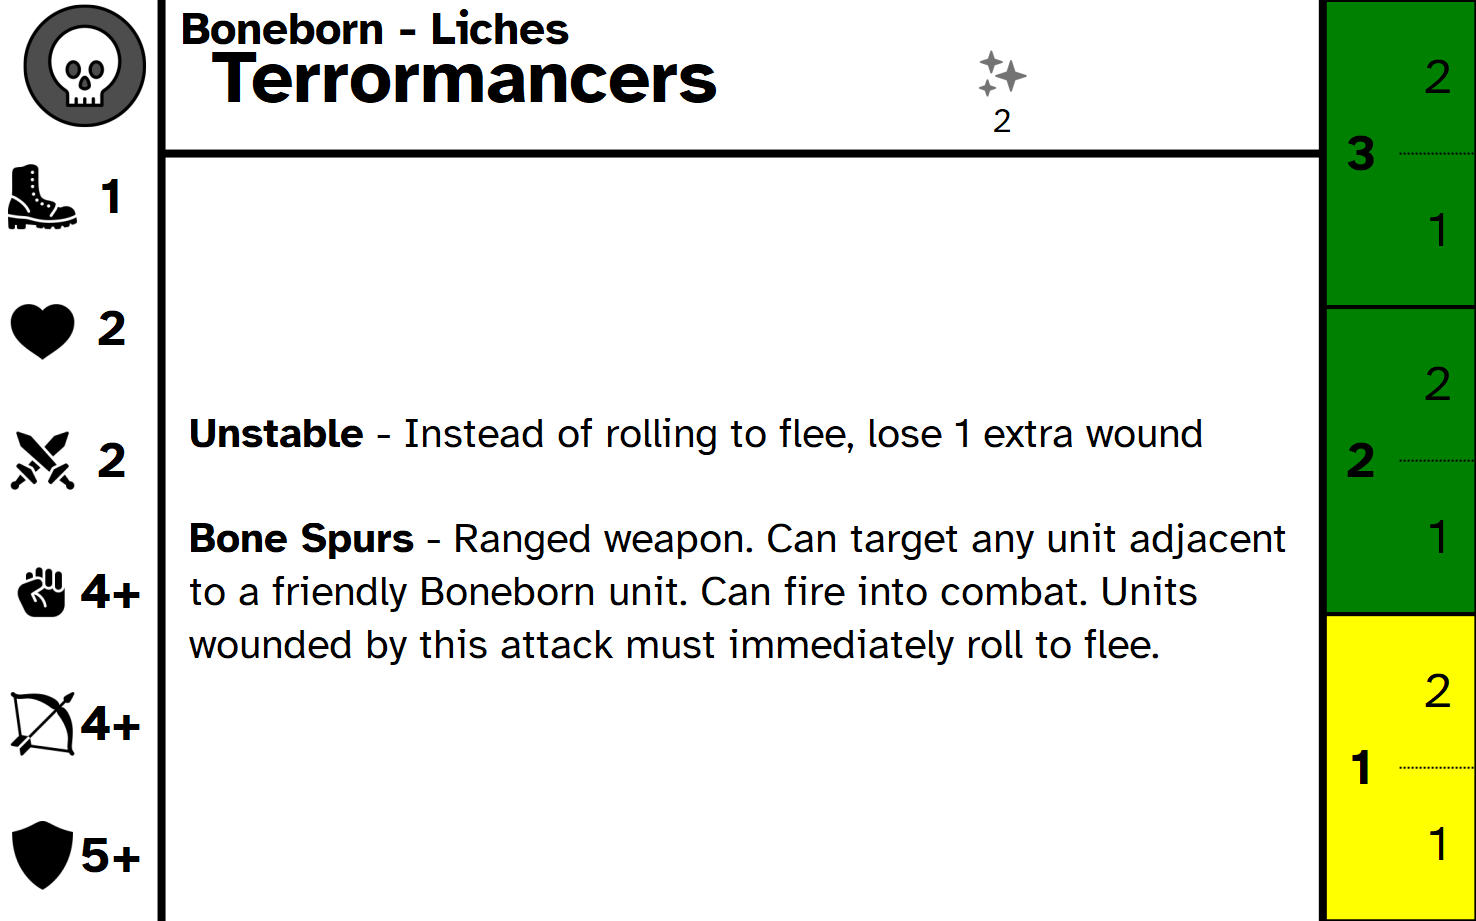 Boneborn - Liches
Terrormancers
2
1
2
2
4+
4+
5+
Unstable - Instead of rolling to flee, lose 1 extra wound
Bone Spurs - Ranged weapon. Can target any unit adjacent
to a friendly Boneborn unit. Can fire into combat. Units
wounded by this attack must immediately roll to flee.
3
2
1
2
2
1
1
2
1